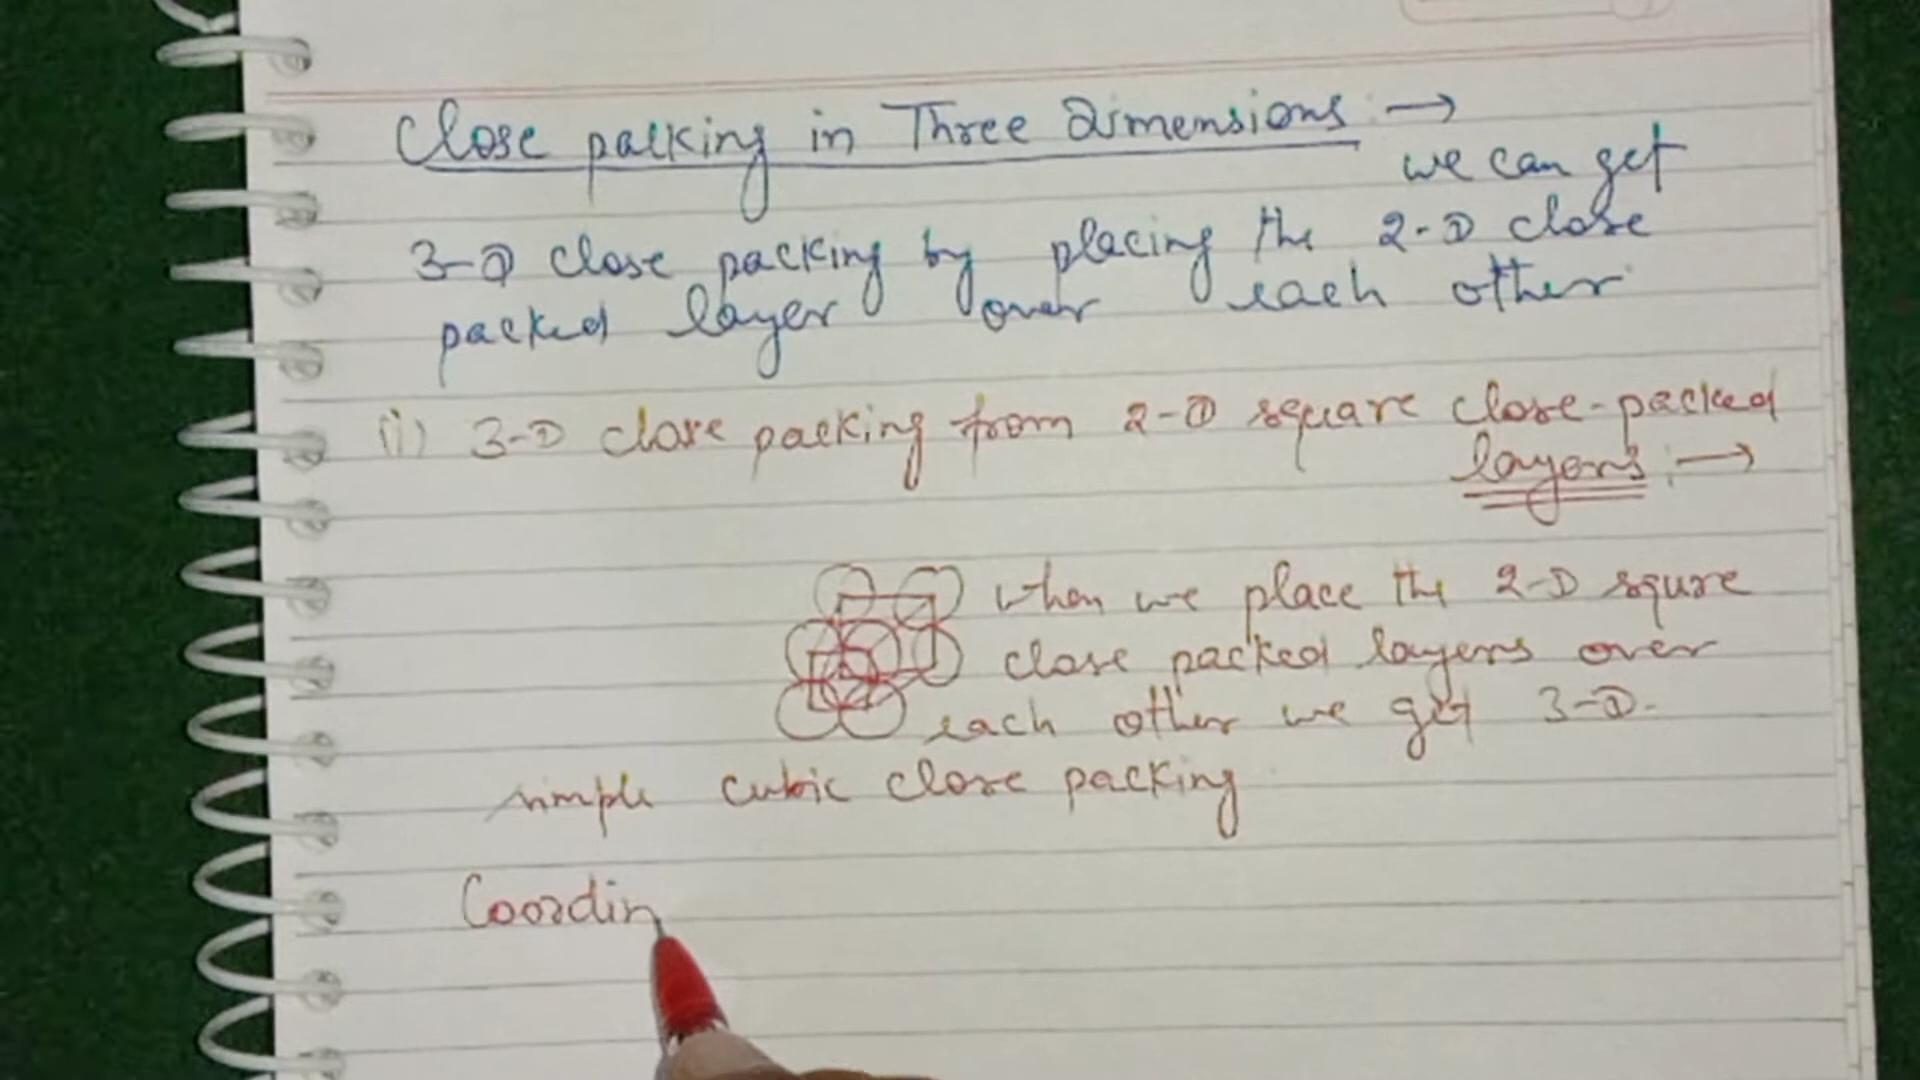 Close packing in Three Dimensions :→
we can get
3-D close packing by placing the 2-D close
packed layer over each other
(i) 3-D close packing from 2-D square close-packed
layers :→
when we place the 2-D squre
close packed layers over
each other we get 3-D.
simple cubic close packing
Coordin